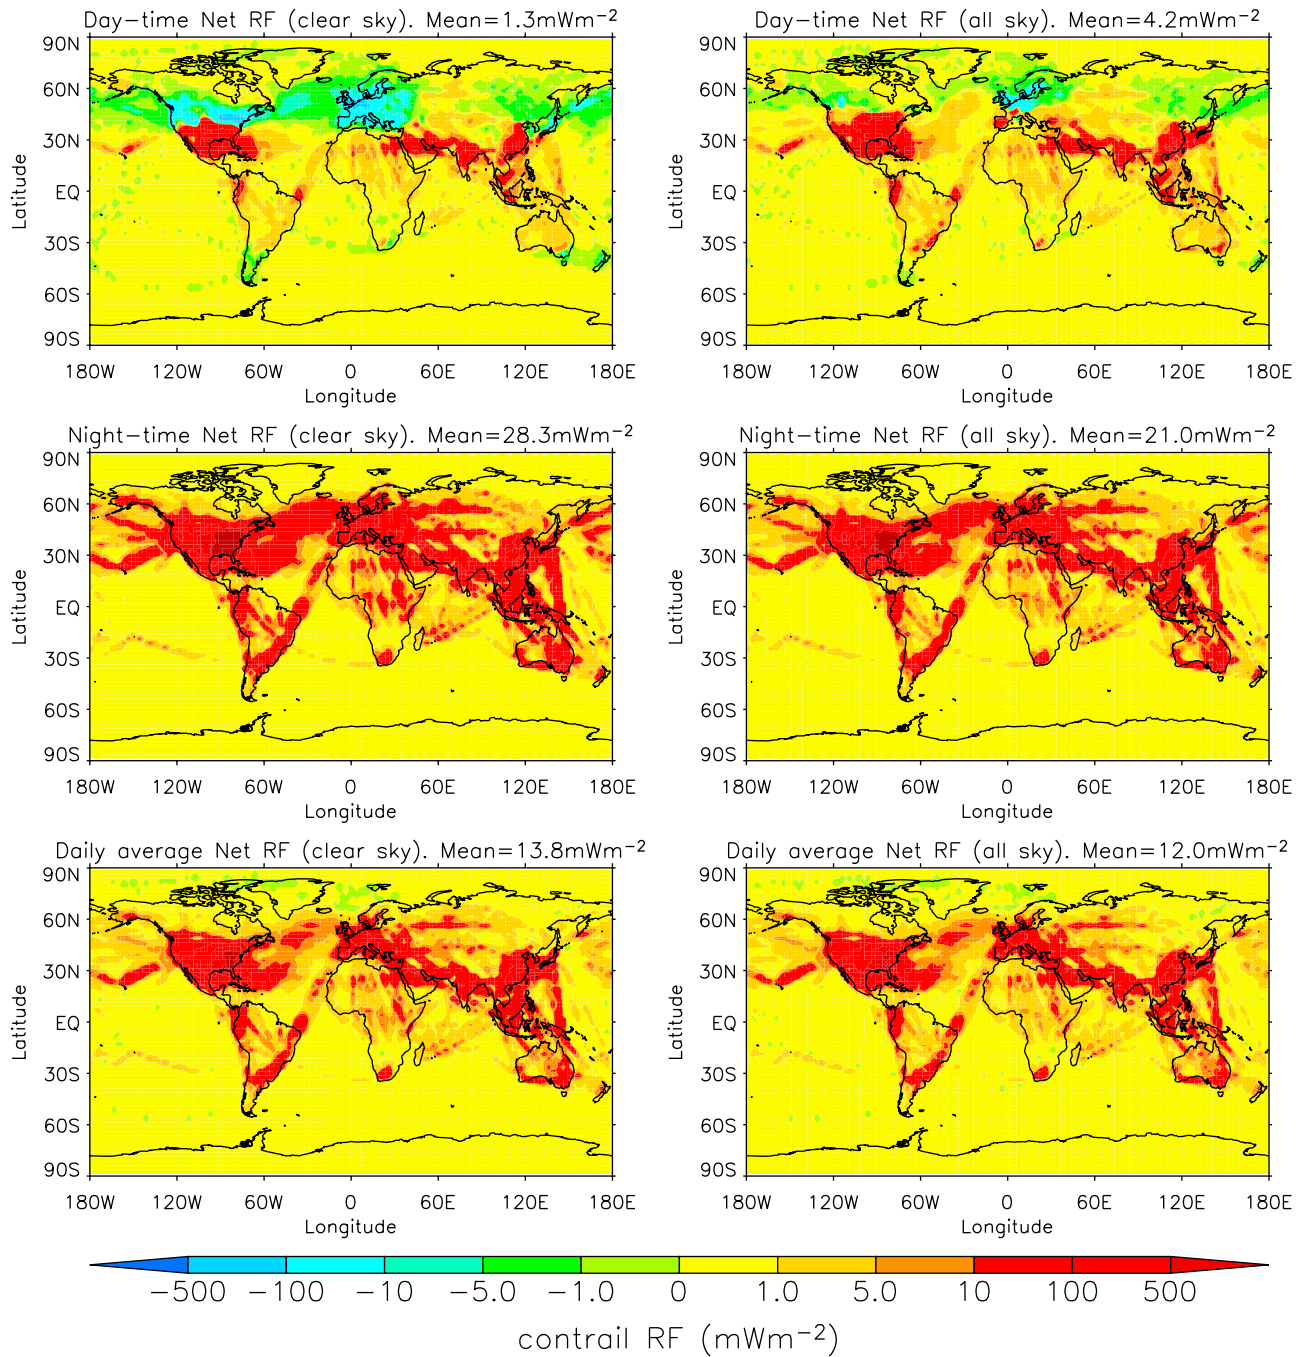 Day-time Net RF (clear sky). Mean=1.3mWm−2
Day-time Net RF (all sky). Mean=4.2mWm−2
90N
60N
30N
EQ
30S
60S
90S
Latitude
180W 120W 60W 0 60E 120E 180E
Longitude
90N
60N
30N
EQ
30S
60S
90S
Latitude
180W 120W 60W 0 60E 120E 180E
Longitude
Night-time Net RF (clear sky). Mean=28.3mWm−2
Night-time Net RF (all sky). Mean=21.0mWm−2
90N
60N
30N
EQ
30S
60S
90S
Latitude
180W 120W 60W 0 60E 120E 180E
Longitude
90N
60N
30N
EQ
30S
60S
90S
Latitude
180W 120W 60W 0 60E 120E 180E
Longitude
Daily average Net RF (clear sky). Mean=13.8mWm−2
Daily average Net RF (all sky). Mean=12.0mWm−2
90N
60N
30N
EQ
30S
60S
90S
Latitude
180W 120W 60W 0 60E 120E 180E
Longitude
90N
60N
30N
EQ
30S
60S
90S
Latitude
180W 120W 60W 0 60E 120E 180E
Longitude
−500 −100 −10 −5.0 −1.0 0 1.0 5.0 10 100 500
contrail RF (mWm−2)